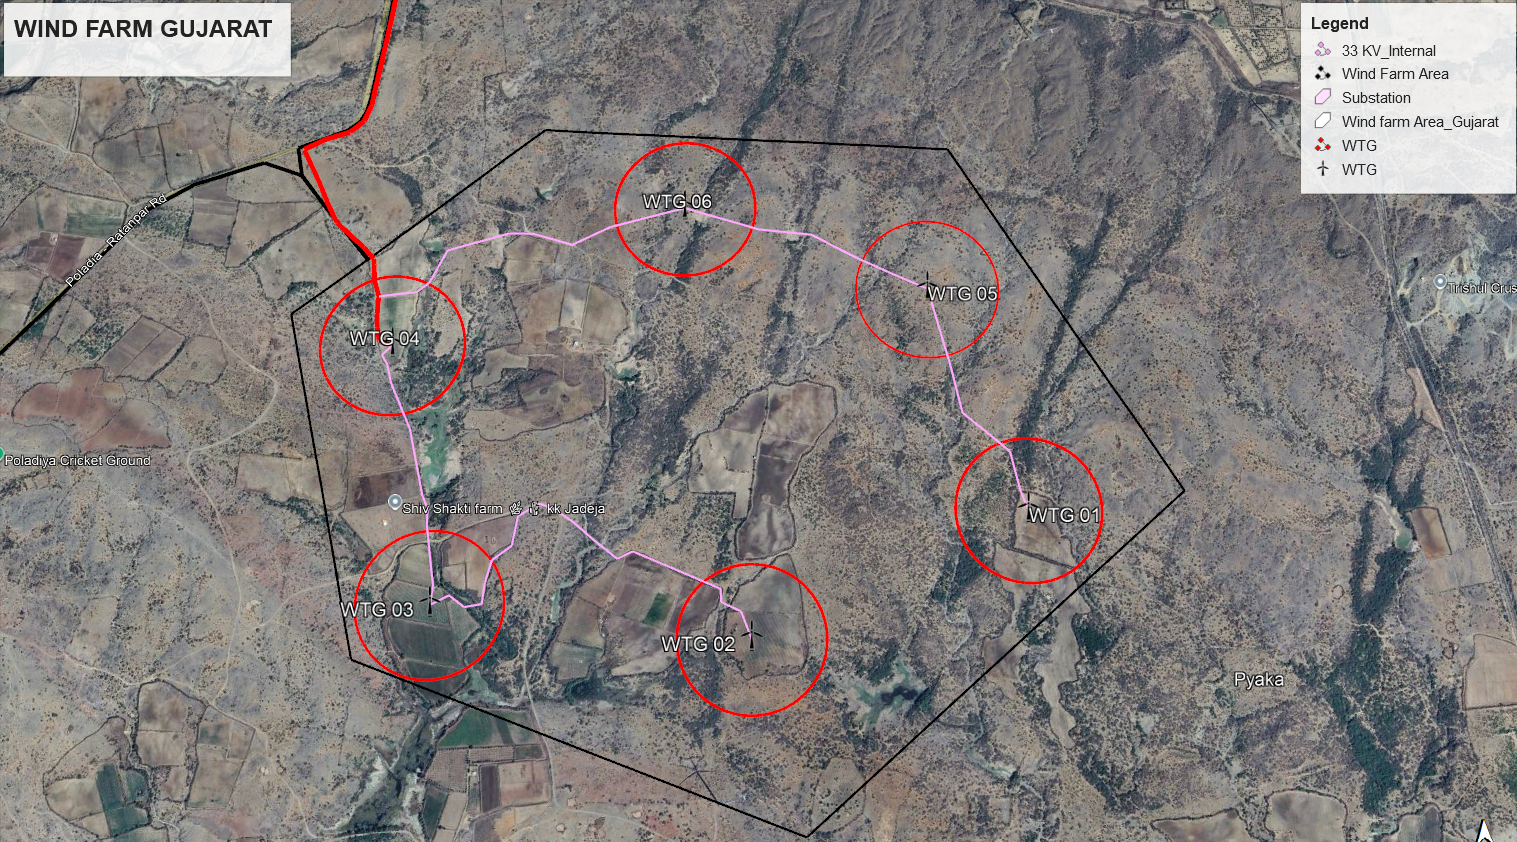 WIND FARM GUJARAT
Legend
33 KV_Internal
Wind Farm Area
Substation
Wind farm Area_Gujarat
WTG
WTG
Poladia - Ratanpar Rd
WTG 06
WTG 05
Trishul Crus
WTG 04
Poladiya Cricket Ground
Shiv Shakti farm
kk Jadeja
WTG 01
WTG 03
WTG 02
Pyaka